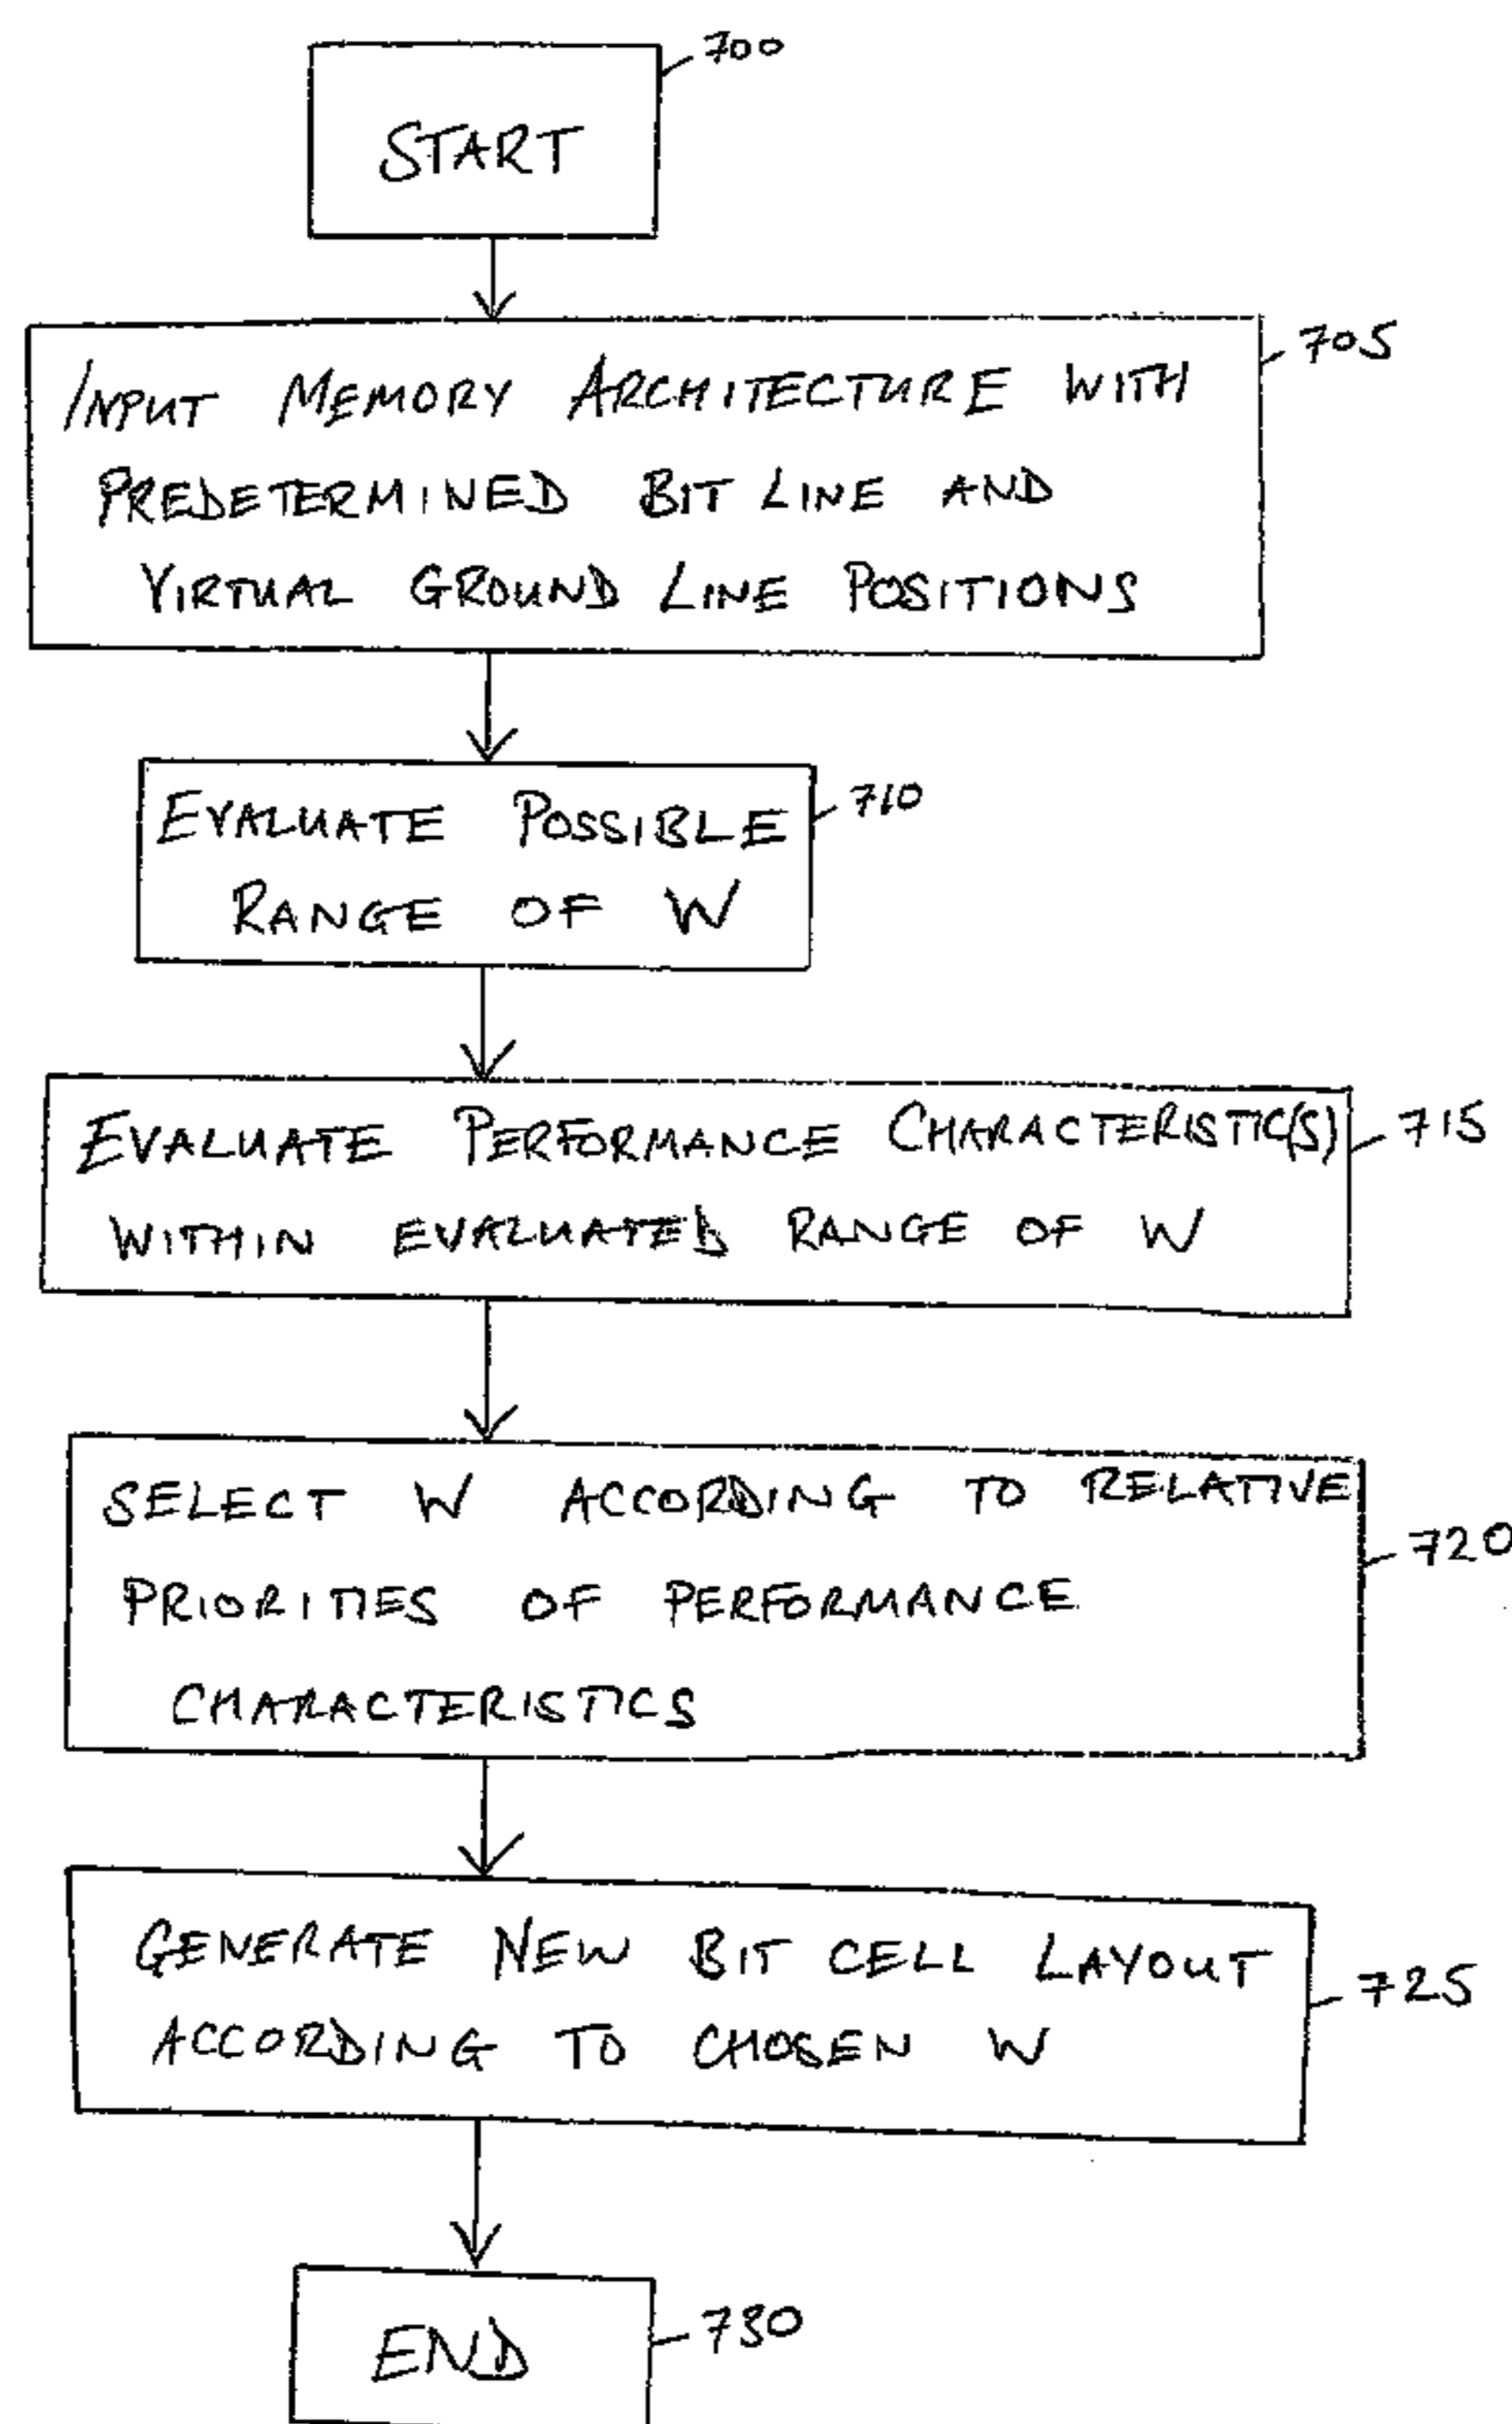 700
START
705
INPUT MEMORY ARCHITECTURE WITH
PREDETERMINED BIT LINE AND
VIRTUAL GROUND LINE POSITIONS
710
EVALUATE POSSIBLE
RANGE OF W
EVALUATE PERFORMANCE CHARACTERISTIC(S)
715
WITHIN EVALUATED RANGE OF W
SELECT W ACCORDING TO RELATIVE
720
PRIORITIES OF PERFORMANCE
CHARACTERISTICS
GENERATE NEW BIT CELL LAYOUT
725
ACCORDING TO CHOSEN W
730
END